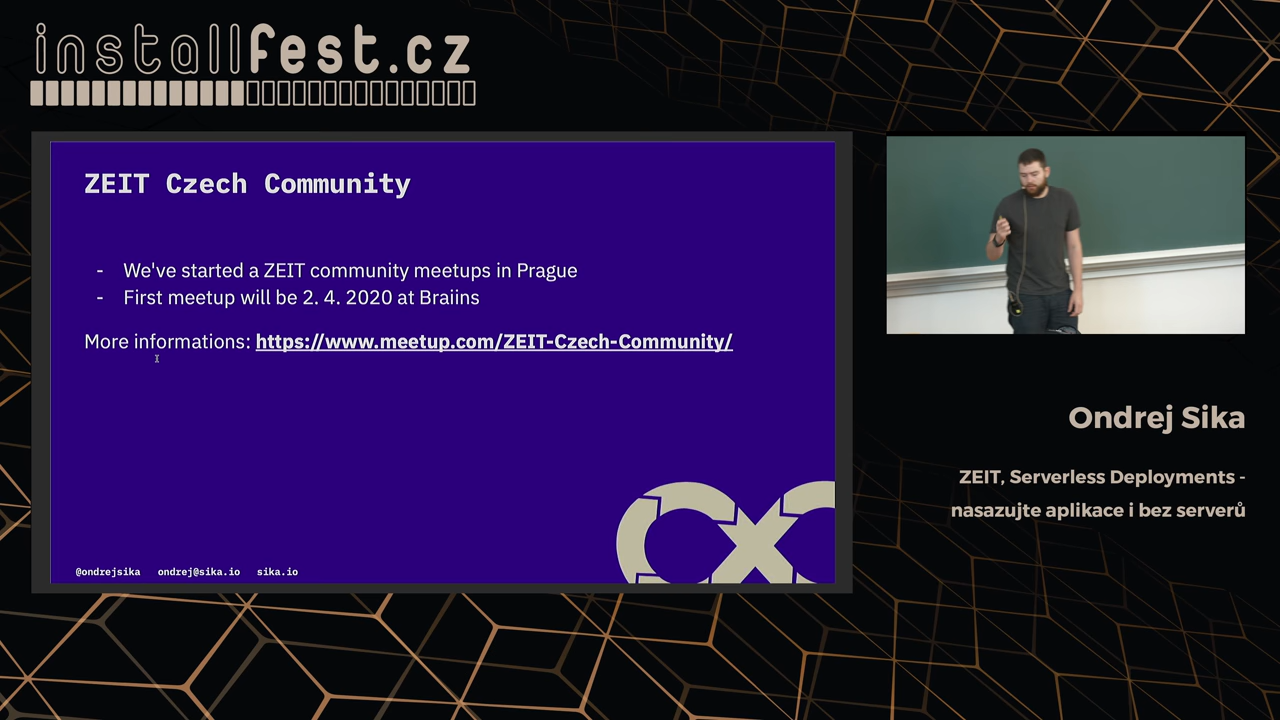 installfest.cz
ZEIT Czech Community
- We've started a ZEIT community meetups in Prague
- First meetup will be 2. 4. 2020 at Braiins
More informations: https://www.meetup.com/ZEIT-Czech-Community/
@ondrejsika ondrej@sika.io sika.io
Ondrej Sika
ZEIT, Serverless Deployments -
nasazujte aplikace i bez serverů